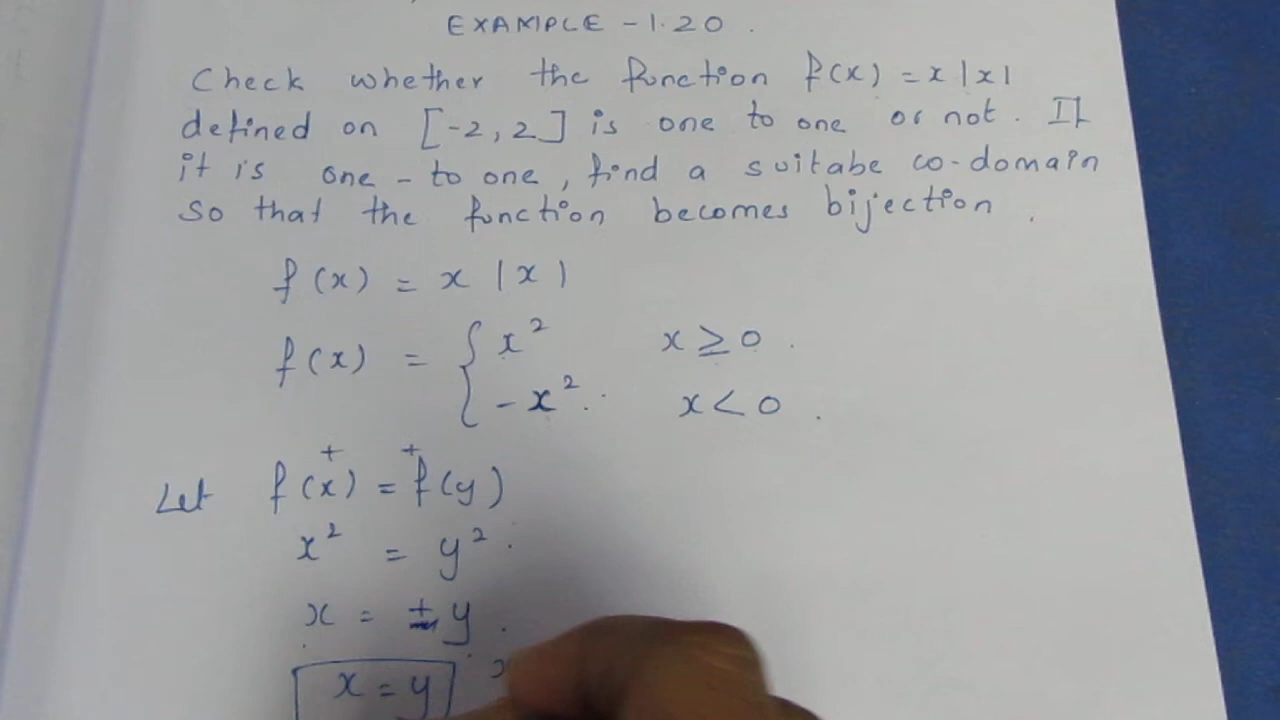 EXAMPLE - 1.20.
Check whether the function f(x) = x|x|
defined on [-2, 2] is one to one or not. If
it is one - to one, find a suitabe co-domain
so that the function becomes bijection.
f(x) = x |x|
f(x) = { x² x ≥ 0.
-x². x < 0.
+ +
Let f(x) = f(y)
x² = y².
x = ±y.
x = y